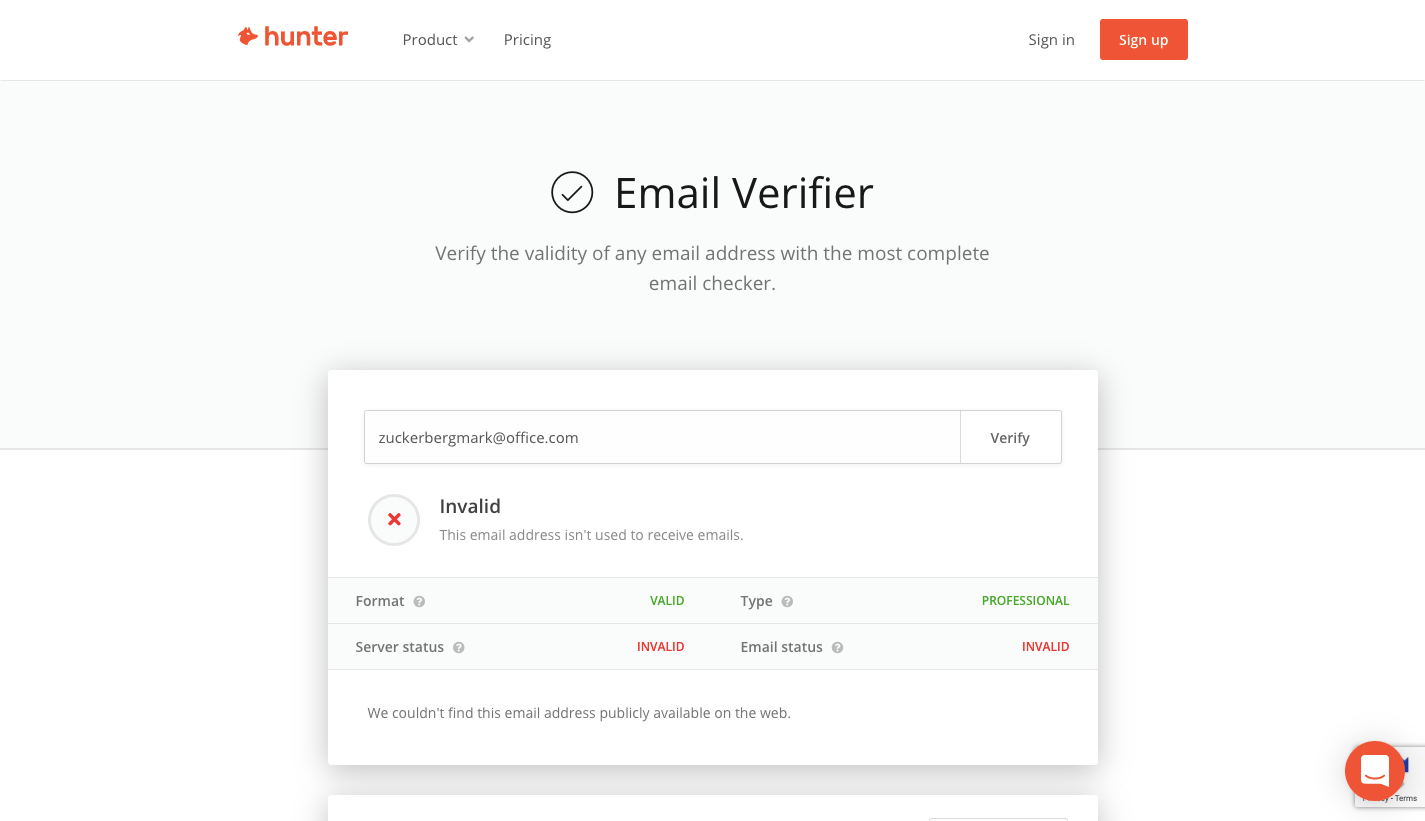 hunter
Product
Pricing
Sign in
Sign up
Email Verifier
Verify the validity of any email address with the most complete
email checker.
zuckerbergmark@office.com
Verify
Invalid
This email address isn't used to receive emails.
Format ? VALID
Type ? PROFESSIONAL
Server status ? INVALID
Email status ? INVALID
We couldn't find this email address publicly available on the web.
- Terms